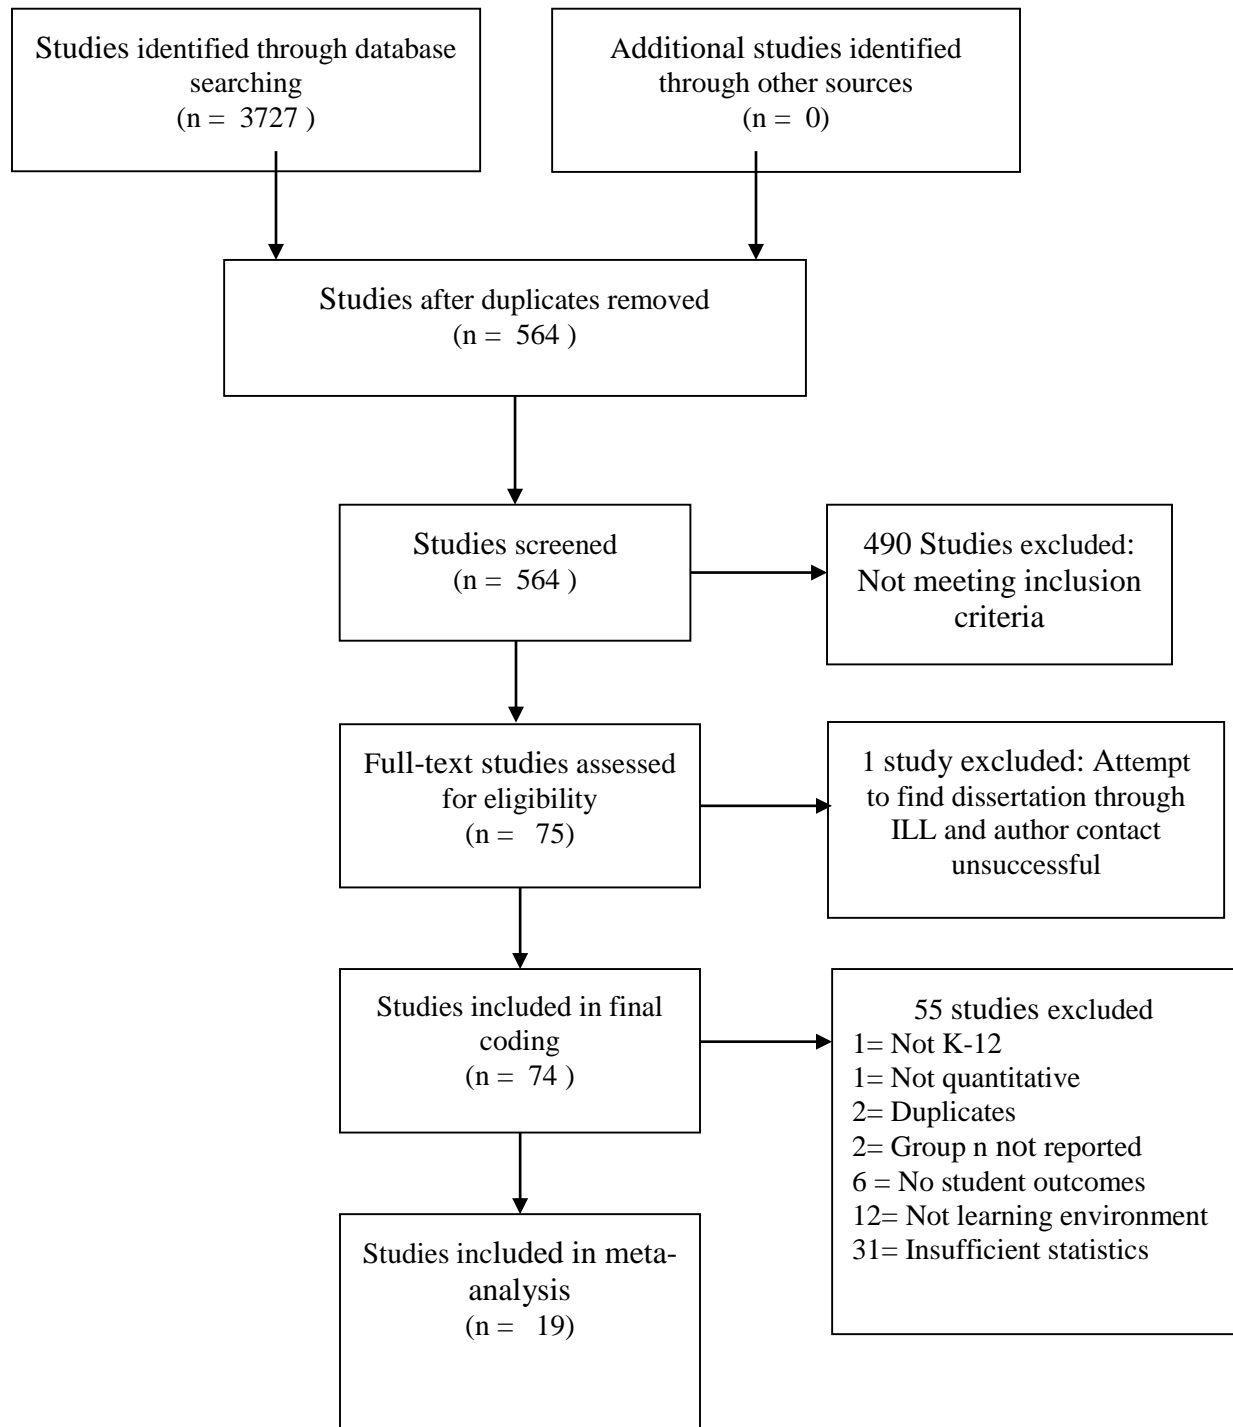 Studies identified through database
searching
(n = 3727 )
Additional studies identified
through other sources
(n = 0)
Studies after duplicates removed
(n = 564 )
Studies screened
(n = 564 )
490 Studies excluded:
Not meeting inclusion
criteria
Full-text studies assessed
for eligibility
(n = 75)
1 study excluded: Attempt
to find dissertation through
ILL and author contact
unsuccessful
Studies included in final
coding
(n = 74 )
55 studies excluded
1= Not K-12
1= Not quantitative
2= Duplicates
2= Group n not reported
6 = No student outcomes
12= Not learning environment
31= Insufficient statistics
Studies included in meta-
analysis
(n = 19)